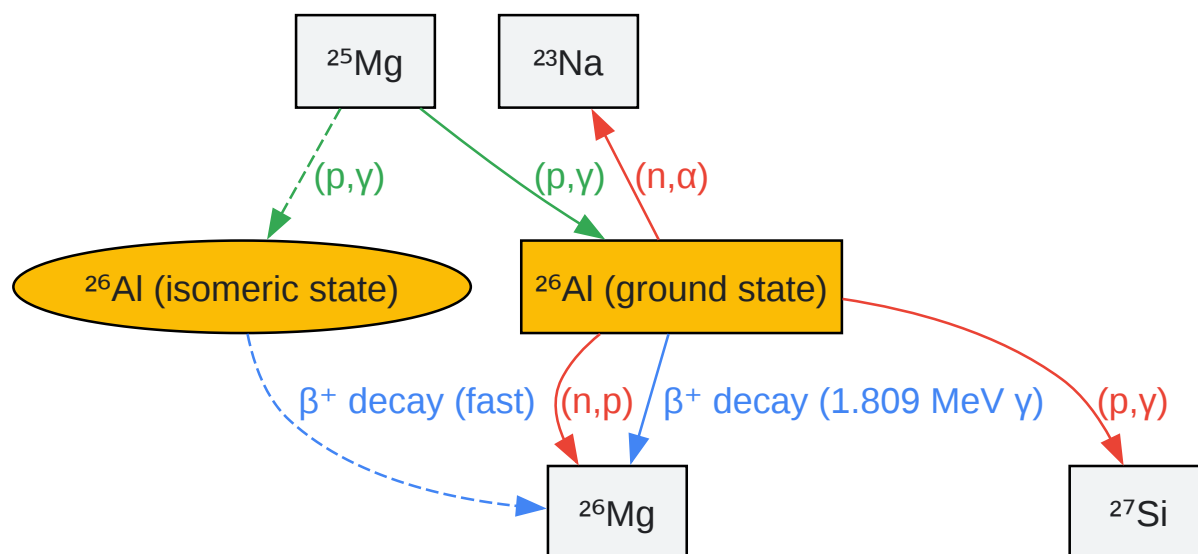 ²⁵Mg
²³Na
(p,γ)
(p,γ)
(n,α)
²⁶Al (isomeric state)
²⁶Al (ground state)
β⁺ decay (fast)
(n,p)
β⁺ decay (1.809 MeV γ)
(p,γ)
²⁶Mg
²⁷Si